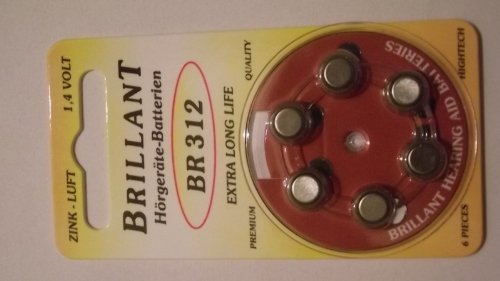 ZINK - LUFT
1,4 VOLT
BRILLANT
Hörgeräte-Batterien
BR 312
EXTRA LONG LIFE
PREMIUM
QUALITY
BRILLANT HEARING AID BATTERIES
6 PIECES
HIGHTECH